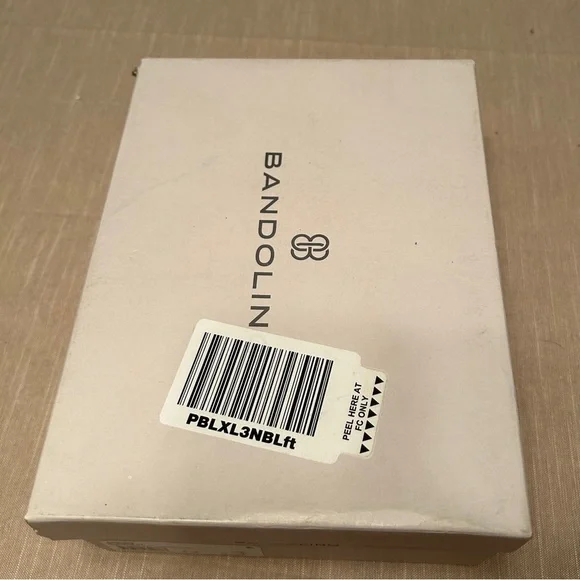 BANDOLIN
PBLXL3NBLft
PEEL HERE AT
FC ONLY